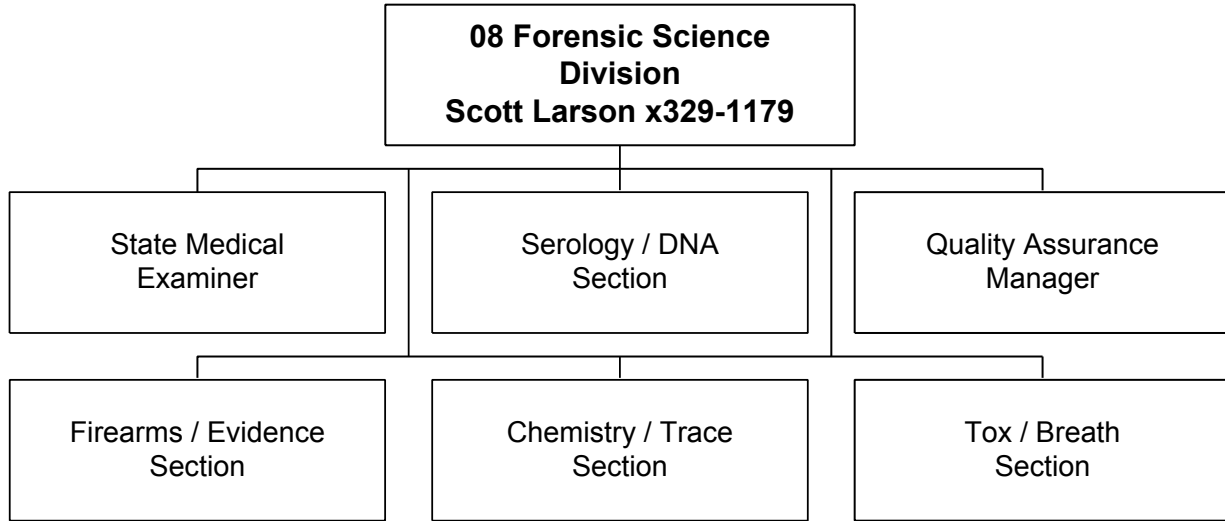 08 Forensic Science
Division
Scott Larson x329-1179
State Medical
Examiner
Serology / DNA
Section
Quality Assurance
Manager
Firearms / Evidence
Section
Chemistry / Trace
Section
Tox / Breath
Section